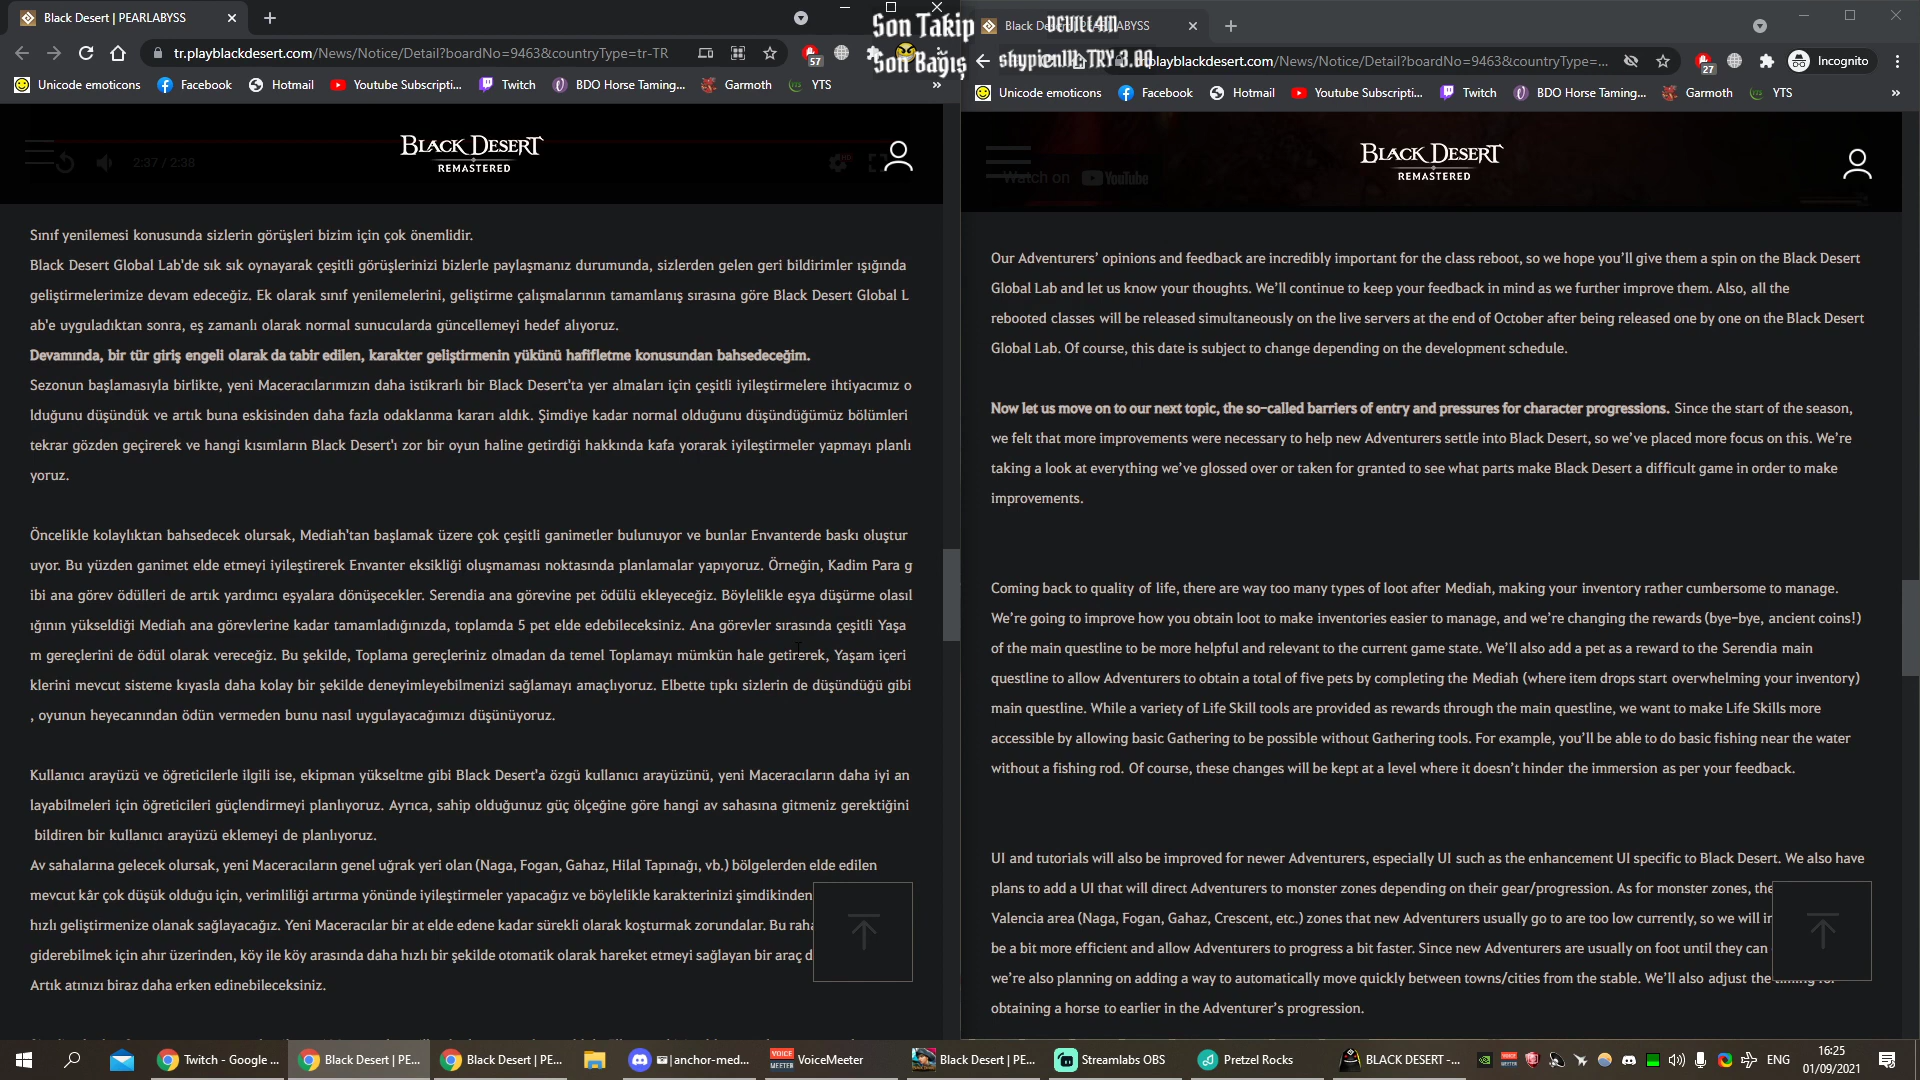 Black Desert | PEARLABYSS
tr.playblackdesert.com/News/Notice/Detail?boardNo=9463&countryType=tr-TR
57
Unicode emoticons
Facebook
Hotmail
Youtube Subscripti...
Twitch
BDO Horse Taming...
Garmoth
YTS
»
Son Takip
DEVILL4IN
Son Bağış
TRY 3.00
2:37 / 2:38
BLACK DESERT
REMASTERED
Sınıf yenilemesi konusunda sizlerin görüşleri bizim için çok önemlidir.
Black Desert Global Lab'de sık sık oynayarak çeşitli görüşlerinizi bizlerle paylaşmanız durumunda, sizlerden gelen geri bildirimler ışığında
geliştirmelerimize devam edeceğiz. Ek olarak sınıf yenilemelerini, geliştirme çalışmalarının tamamlanış sırasına göre Black Desert Global L
ab'e uyguladıktan sonra, eş zamanlı olarak normal sunucularda güncellemeyi hedef alıyoruz.
Devamında, bir tür giriş engeli olarak da tabir edilen, karakter geliştirmenin yükünü hafifletme konusundan bahsedeceğim.
Sezonun başlamasıyla birlikte, yeni Maceracılarımızın daha istikrarlı bir Black Desert'ta yer almaları için çeşitli iyileştirmelere ihtiyacımız o
lduğunu düşündük ve artık buna eskisinden daha fazla odaklanma kararı aldık. Şimdiye kadar normal olduğunu düşündüğümüz bölümleri
tekrar gözden geçirerek ve hangi kısımların Black Desert'ı zor bir oyun haline getirdiği hakkında kafa yorarak iyileştirmeler yapmayı planlı
yoruz.
Öncelikle kolaylıktan bahsedecek olursak, Mediah'tan başlamak üzere çok çeşitli ganimetler bulunuyor ve bunlar Envanterde baskı oluştur
uyor. Bu yüzden ganimet elde etmeyi iyileştirerek Envanter eksikliği oluşmaması noktasında planlamalar yapıyoruz. Örneğin, Kadim Para g
ibi ana görev ödülleri de artık yardımcı eşyalara dönüşecekler. Serendia ana görevine pet ödülü ekleyeceğiz. Böylelikle eşya düşürme olasıl
ığının yükseldiği Mediah ana görevlerine kadar tamamladığınızda, toplamda 5 pet elde edebileceksiniz. Ana görevler sırasında çeşitli Yaşa
m gereçlerini de ödül olarak vereceğiz. Bu şekilde, Toplama gereçleriniz olmadan da temel Toplamayı mümkün hale getirerek, Yaşam içeri
klerini mevcut sisteme kıyasla daha kolay bir şekilde deneyimleyebilmenizi sağlamayı amaçlıyoruz. Elbette tıpkı sizlerin de düşündüğü gibi
, oyunun heyecanından ödün vermeden bunu nasıl uygulayacağımızı düşünüyoruz.
Kullanıcı arayüzü ve öğreticilerle ilgili ise, ekipman yükseltme gibi Black Desert'a özgü kullanıcı arayüzünü, yeni Maceracıların daha iyi an
layabilmeleri için öğreticileri güçlendirmeyi planlıyoruz. Ayrıca, sahip olduğunuz güç ölçeğine göre hangi av sahasına gitmeniz gerektiğini
bildiren bir kullanıcı arayüzü eklemeyi de planlıyoruz.
Av sahalarına gelecek olursak, yeni Maceracıların genel uğrak yeri olan (Naga, Fogan, Gahaz, Hilal Tapınağı, vb.) bölgelerden elde edilen
mevcut kâr çok düşük olduğu için, verimliliği artırma yönünde iyileştirmeler yapacağız ve böylelikle karakterinizi şimdikinden
hızlı geliştirmenize olanak sağlayacağız. Yeni Maceracılar bir at elde edene kadar sürekli olarak koşturmak zorundalar. Bu raha
giderebilmek için ahır üzerinden, köy ile köy arasında daha hızlı bir şekilde otomatik olarak hareket etmeyi sağlayan bir araç d
Artık atınızı biraz daha erken edinebileceksiniz.
playblackdesert.com/News/Notice/Detail?boardNo=9463&countryType=...
27
Incognito
Unicode emoticons
Facebook
Hotmail
Youtube Subscripti...
Twitch
BDO Horse Taming...
Garmoth
YTS
»
BLACK DESERT
REMASTERED
Watch on YouTube
Our Adventurers' opinions and feedback are incredibly important for the class reboot, so we hope you'll give them a spin on the Black Desert
Global Lab and let us know your thoughts. We'll continue to keep your feedback in mind as we further improve them. Also, all the
rebooted classes will be released simultaneously on the live servers at the end of October after being released one by one on the Black Desert
Global Lab. Of course, this date is subject to change depending on the development schedule.
Now let us move on to our next topic, the so-called barriers of entry and pressures for character progressions. Since the start of the season,
we felt that more improvements were necessary to help new Adventurers settle into Black Desert, so we've placed more focus on this. We're
taking a look at everything we've glossed over or taken for granted to see what parts make Black Desert a difficult game in order to make
improvements.
Coming back to quality of life, there are way too many types of loot after Mediah, making your inventory rather cumbersome to manage.
We're going to improve how you obtain loot to make inventories easier to manage, and we're changing the rewards (bye-bye, ancient coins!)
of the main questline to be more helpful and relevant to the current game state. We'll also add a pet as a reward to the Serendia main
questline to allow Adventurers to obtain a total of five pets by completing the Mediah (where item drops start overwhelming your inventory)
main questline. While a variety of Life Skill tools are provided as rewards through the main questline, we want to make Life Skills more
accessible by allowing basic Gathering to be possible without Gathering tools. For example, you'll be able to do basic fishing near the water
without a fishing rod. Of course, these changes will be kept at a level where it doesn't hinder the immersion as per your feedback.
UI and tutorials will also be improved for newer Adventurers, especially UI such as the enhancement UI specific to Black Desert. We also have
plans to add a UI that will direct Adventurers to monster zones depending on their gear/progression. As for monster zones, the
Valencia area (Naga, Fogan, Gahaz, Crescent, etc.) zones that new Adventurers usually go to are too low currently, so we will i
be a bit more efficient and allow Adventurers to progress a bit faster. Since new Adventurers are usually on foot until they can
we're also planning on adding a way to automatically move quickly between towns/cities from the stable. We'll also adjust the timing for
obtaining a horse to earlier in the Adventurer's progression.
Twitch - Google ...
Black Desert | PE...
Black Desert | PE...
|anchor-med...
VOICE MEETER
VoiceMeeter
Black Desert | PE...
Streamlabs OBS
Pretzel Rocks
BLACK DESERT -...
ENG
16:25
01/09/2021